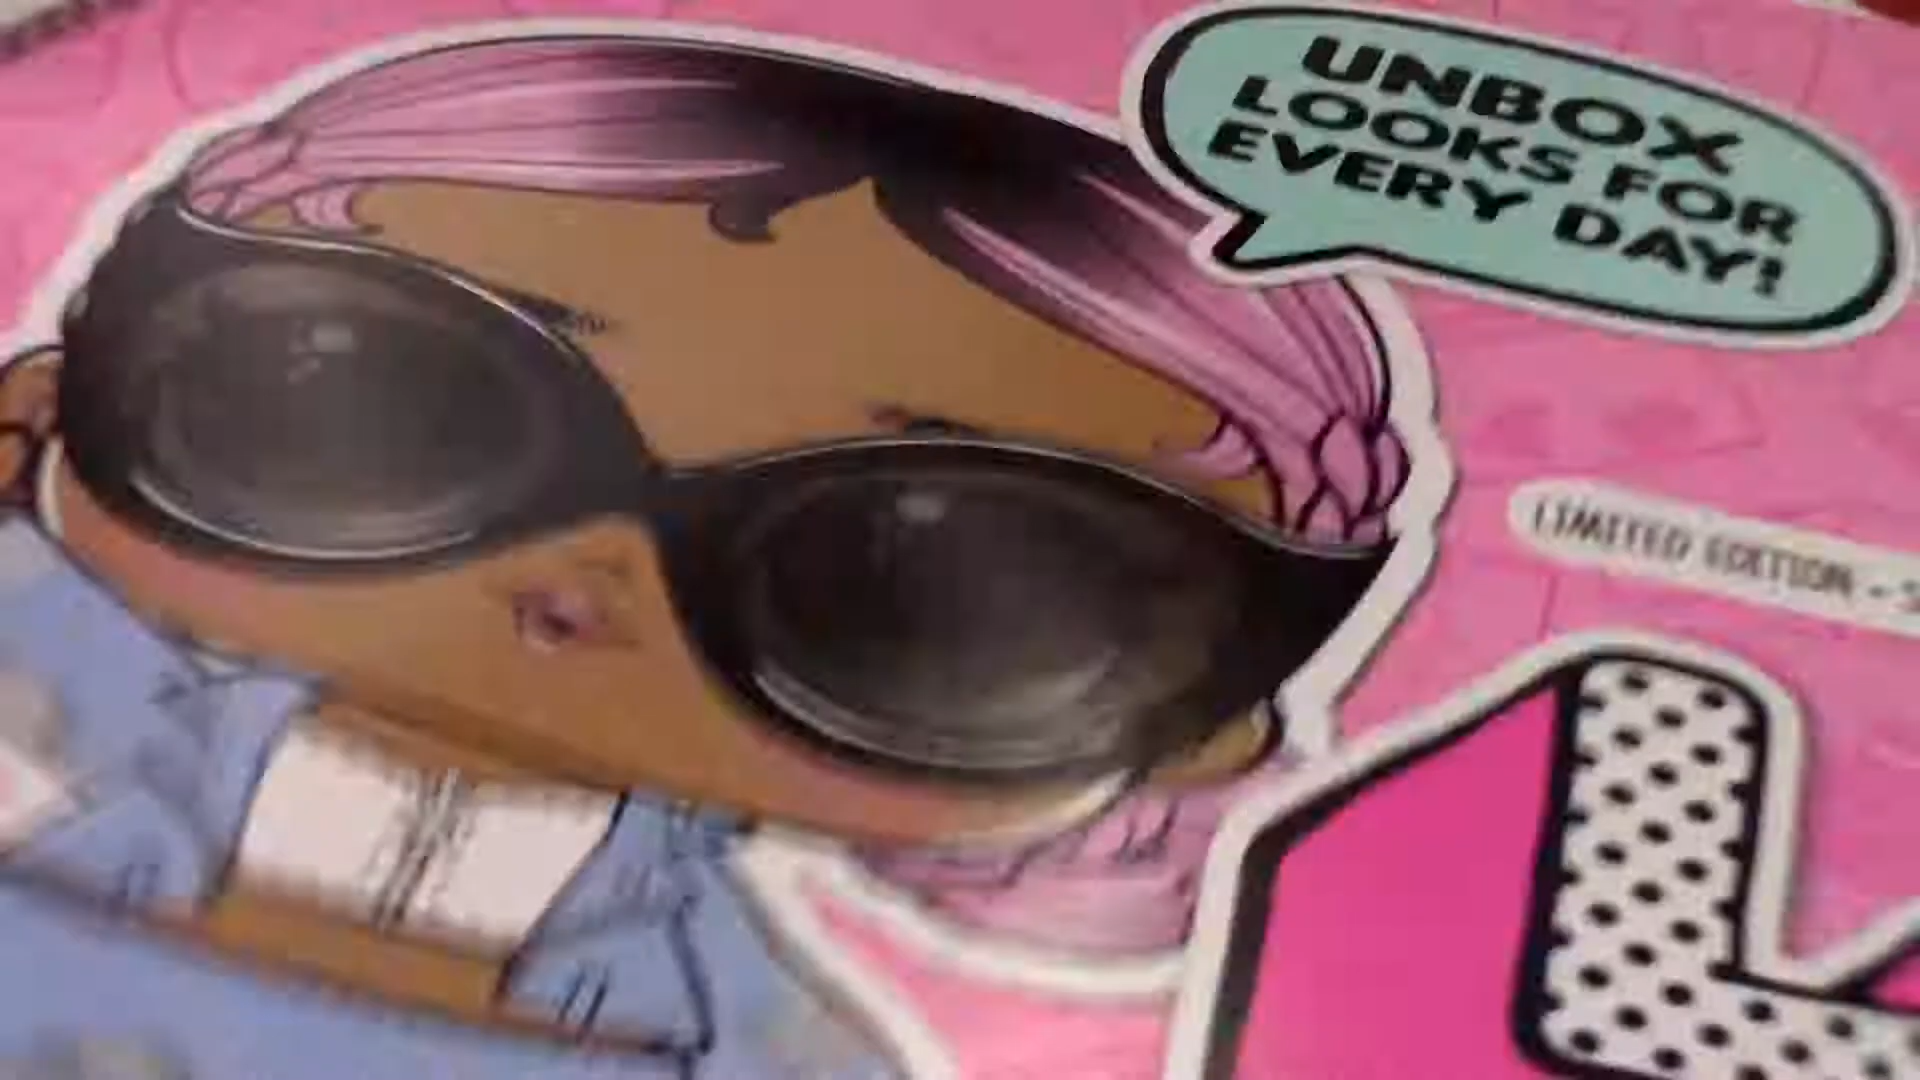 UNBOX
LOOKS FOR
EVERY DAY!
LIMITED EDITION -
L